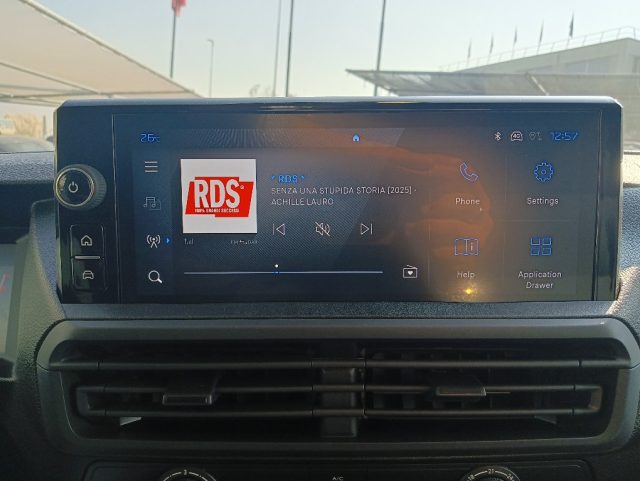 26°C
4G
12:57
RDS
100% GRANDI SUCCESSI
* RDS *
SENZA UNA STUPIDA STORIA [2025] -
ACHILLE LAURO
Phone
Settings
Help
Application
Drawer
A/C